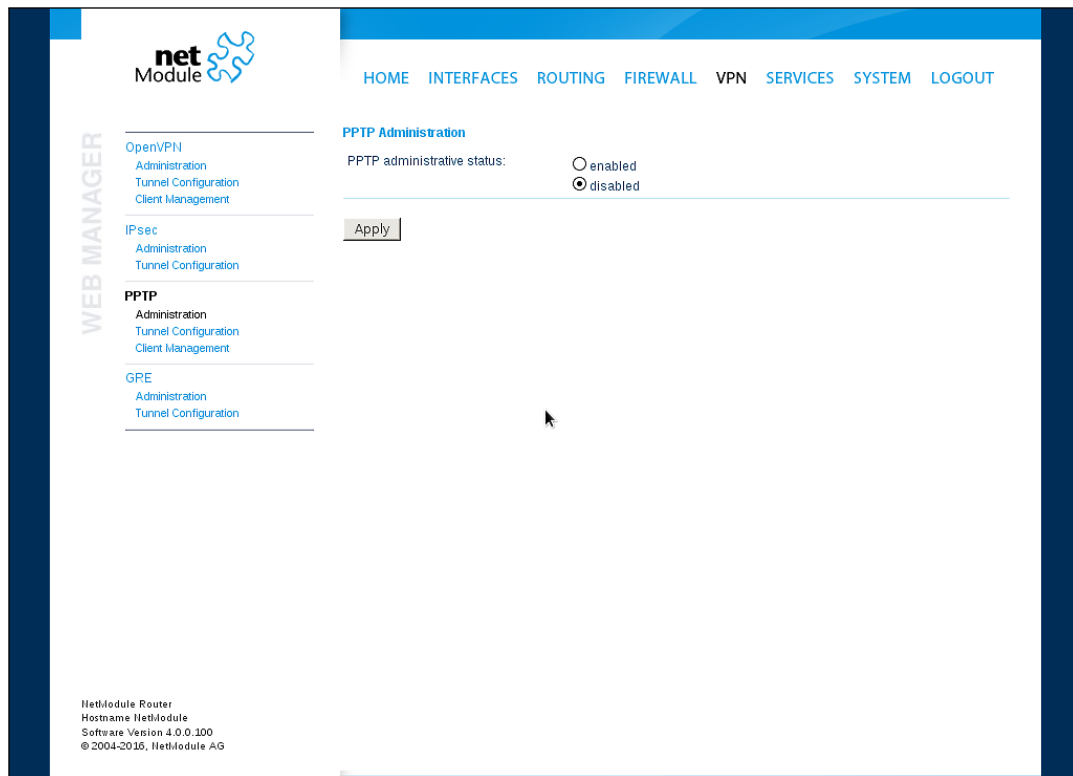 net
Module
HOME INTERFACES ROUTING FIREWALL VPN SERVICES SYSTEM LOGOUT
WEB MANAGER
OpenVPN
Administration
Tunnel Configuration
Client Management
IPsec
Administration
Tunnel Configuration
PPTP
Administration
Tunnel Configuration
Client Management
GRE
Administration
Tunnel Configuration
PPTP Administration
PPTP administrative status:
enabled
disabled
Apply
NetModule Router
Hostname NetModule
Software Version 4.0.0.100
© 2004-2016, NetModule AG